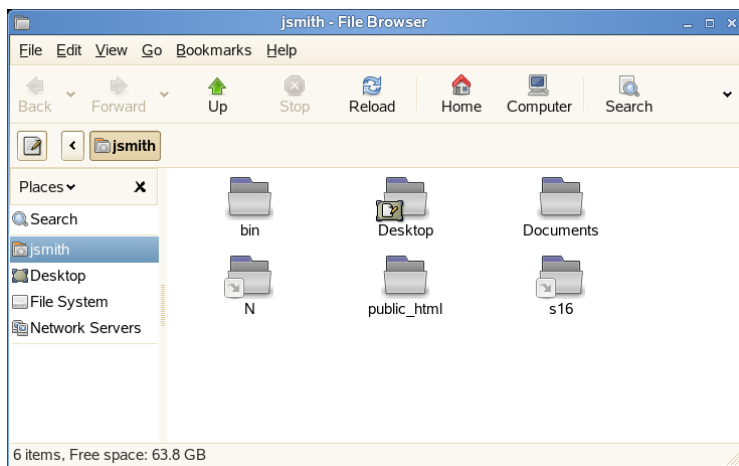 jsmith - File Browser
File Edit View Go Bookmarks Help
Back Forward Up Stop Reload Home Computer Search
jsmith
Places
Search
jsmith
Desktop
File System
Network Servers
bin Desktop Documents
N public_html s16
6 items, Free space: 63.8 GB